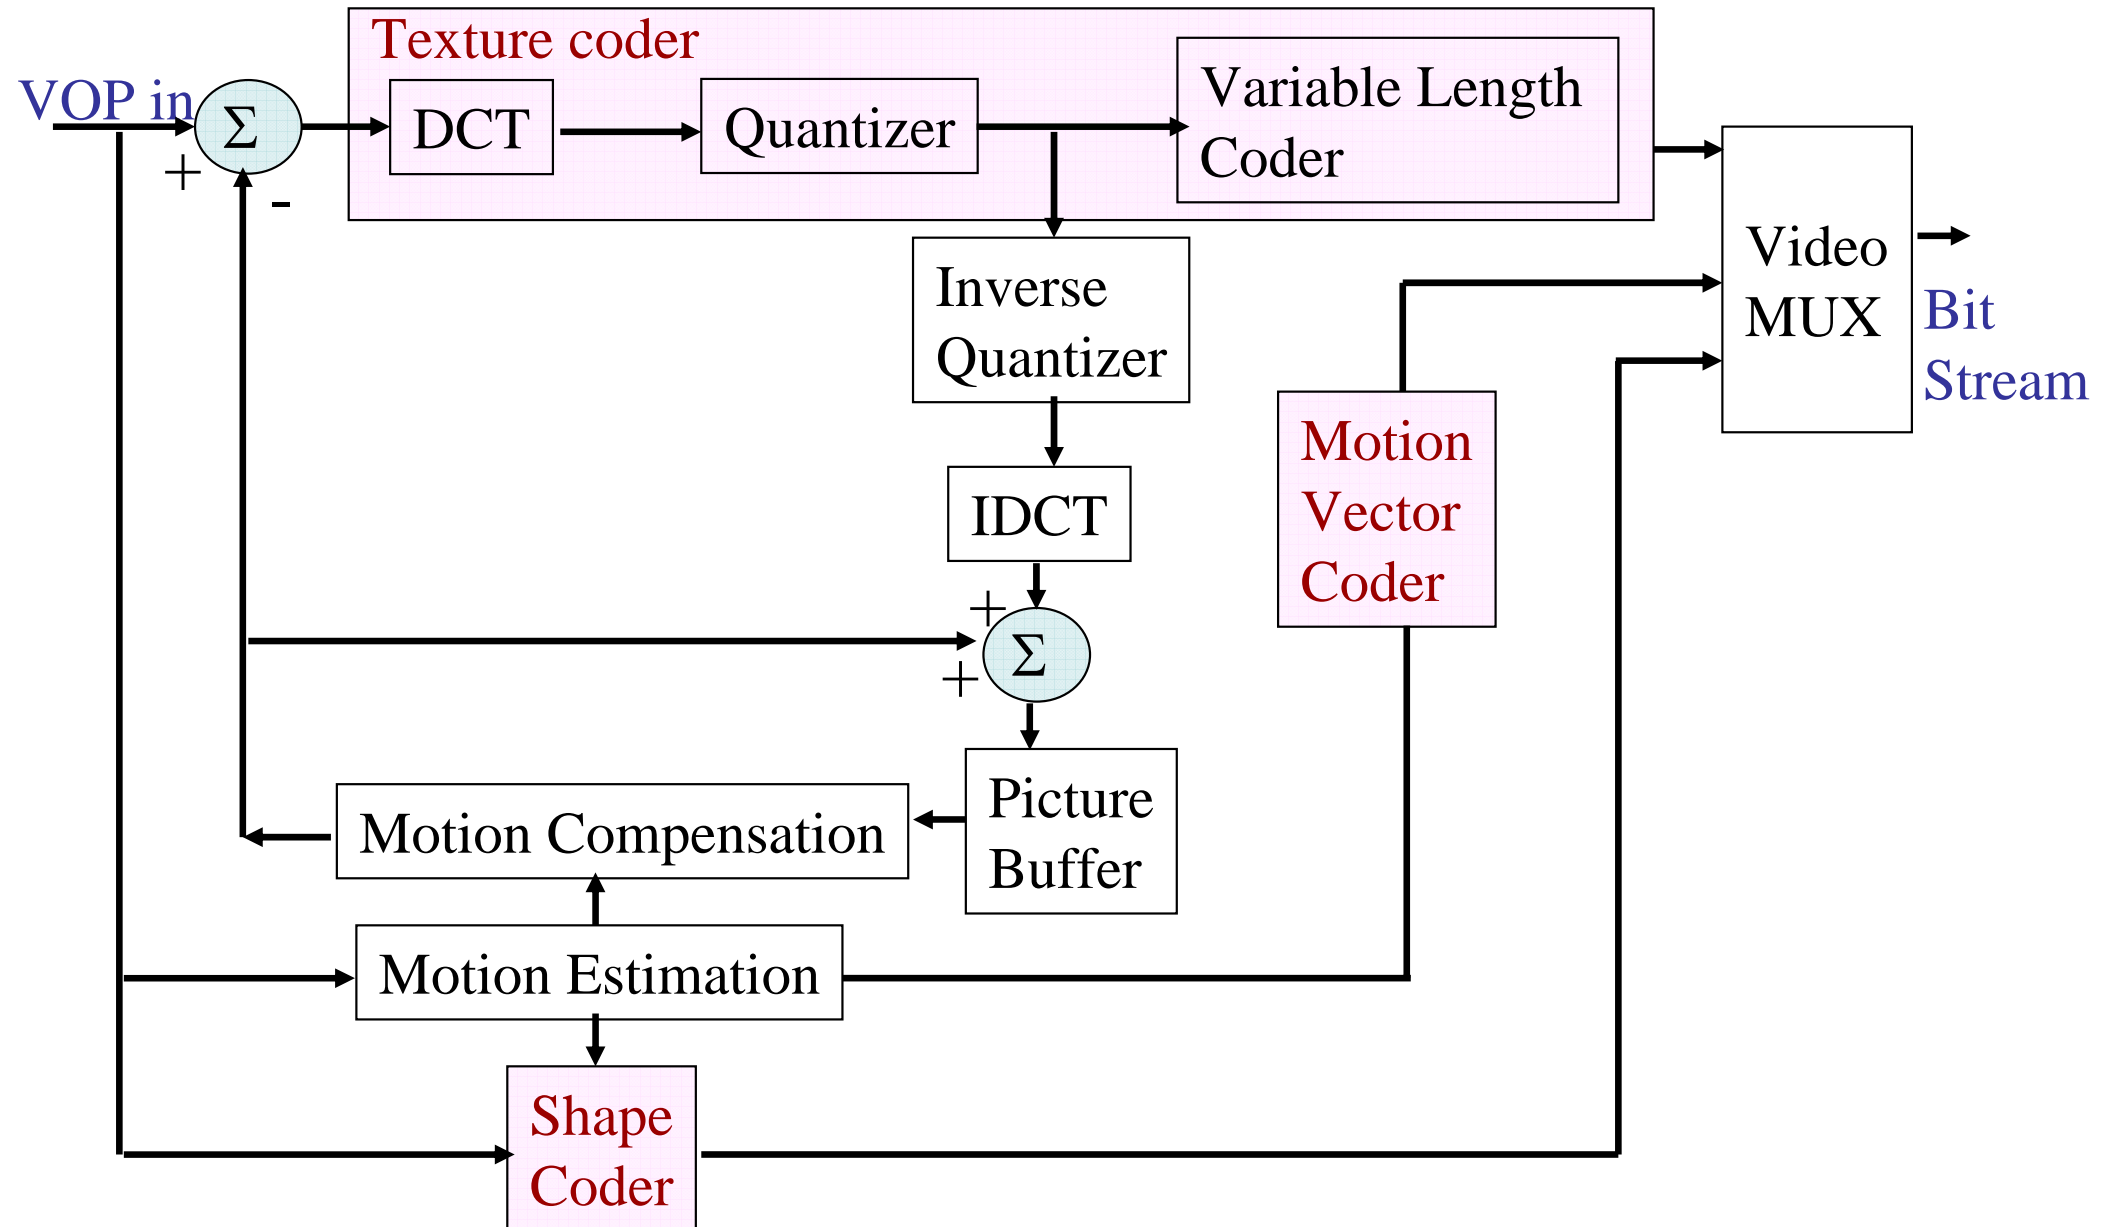 Texture coder
VOP in
Σ
DCT
Quantizer
Variable Length
Coder
+
-
Video
MUX
Bit
Stream
Inverse
Quantizer
IDCT
Motion
Vector
Coder
+
Σ
+
Picture
Buffer
Motion Compensation
Motion Estimation
Shape
Coder